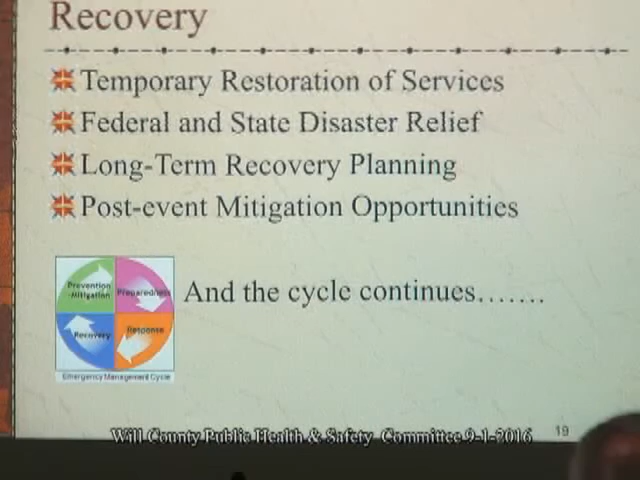 Recovery
Temporary Restoration of Services
Federal and State Disaster Relief
Long-Term Recovery Planning
Post-event Mitigation Opportunities
And the cycle continues…….
Prevention
-Mitigation
Preparedness
Recovery
Response
Emergency Management Cycle
Will County Public Health & Safety Committee 9-1-2016
19